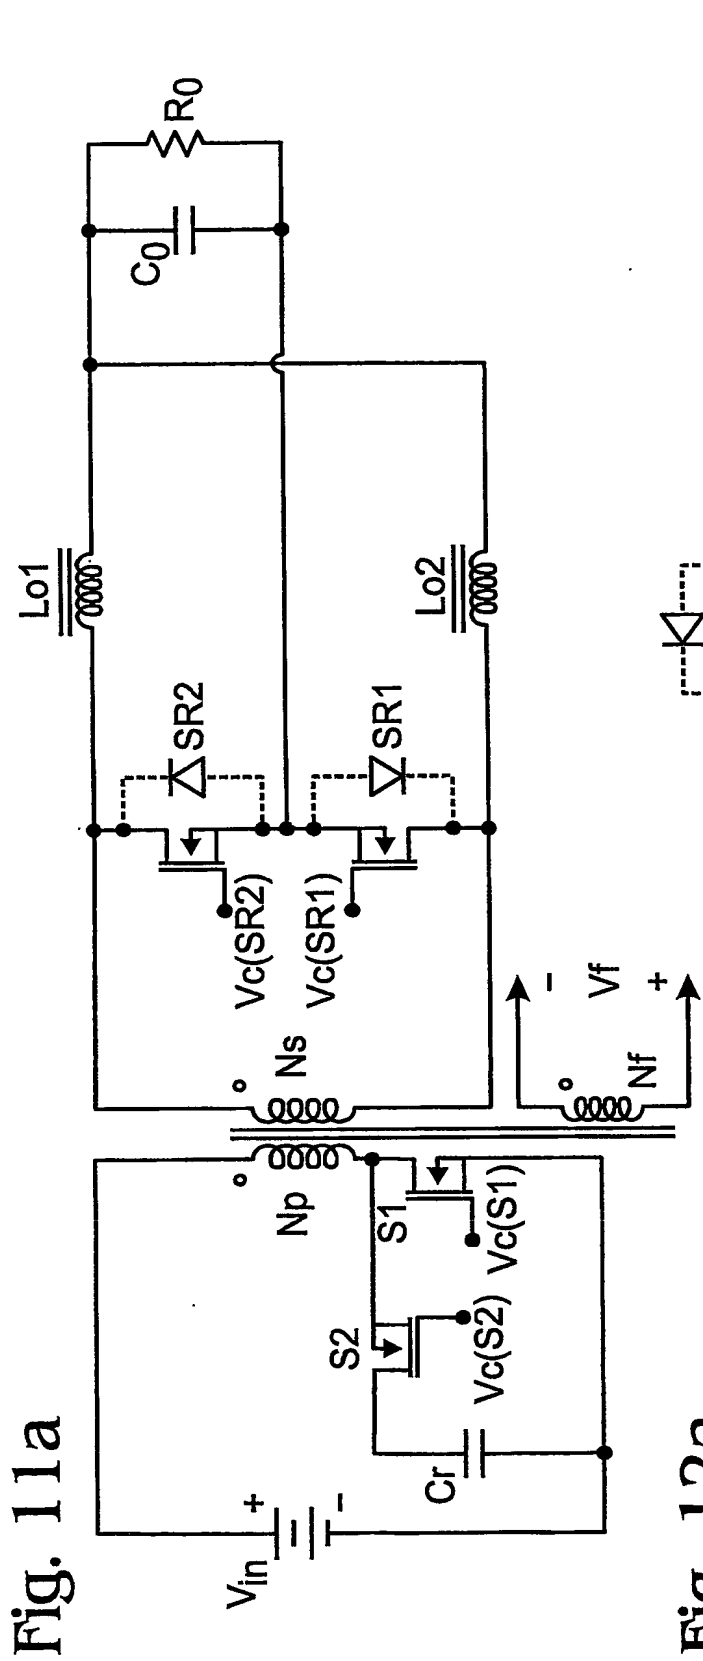 Fig. 11a
Vin
+
−
Cr
S2
Vc(S2)
S1
Vc(S1)
Np
Ns
Nf
−
Vf
+
Vc(SR2)
Vc(SR1)
SR2
SR1
Lo1
Lo2
C0
R0